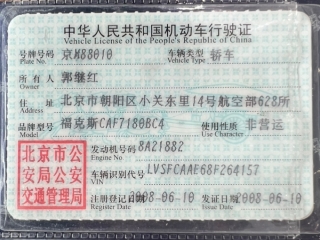 中华人民共和国机动车行驶证
Vehicle License of the People's Republic of China
号牌号码 京M88010 车辆类型 轿车
Plate No. Vehicle Type
所有人 郭继红
Owner
住址 北京市朝阳区小关东里14号航空部628所
Address
品牌型号 福克斯CAF7180BC4 使用性质 非营运
Model Use Character
北京市公安局公安交通管理局
发动机号码 8A21882
Engine No.
车辆识别代号 LVSFCAAE68F264157
VIN
注册登记日期 2008-06-10 发证日期 2008-06-10
Register Date Issue Date